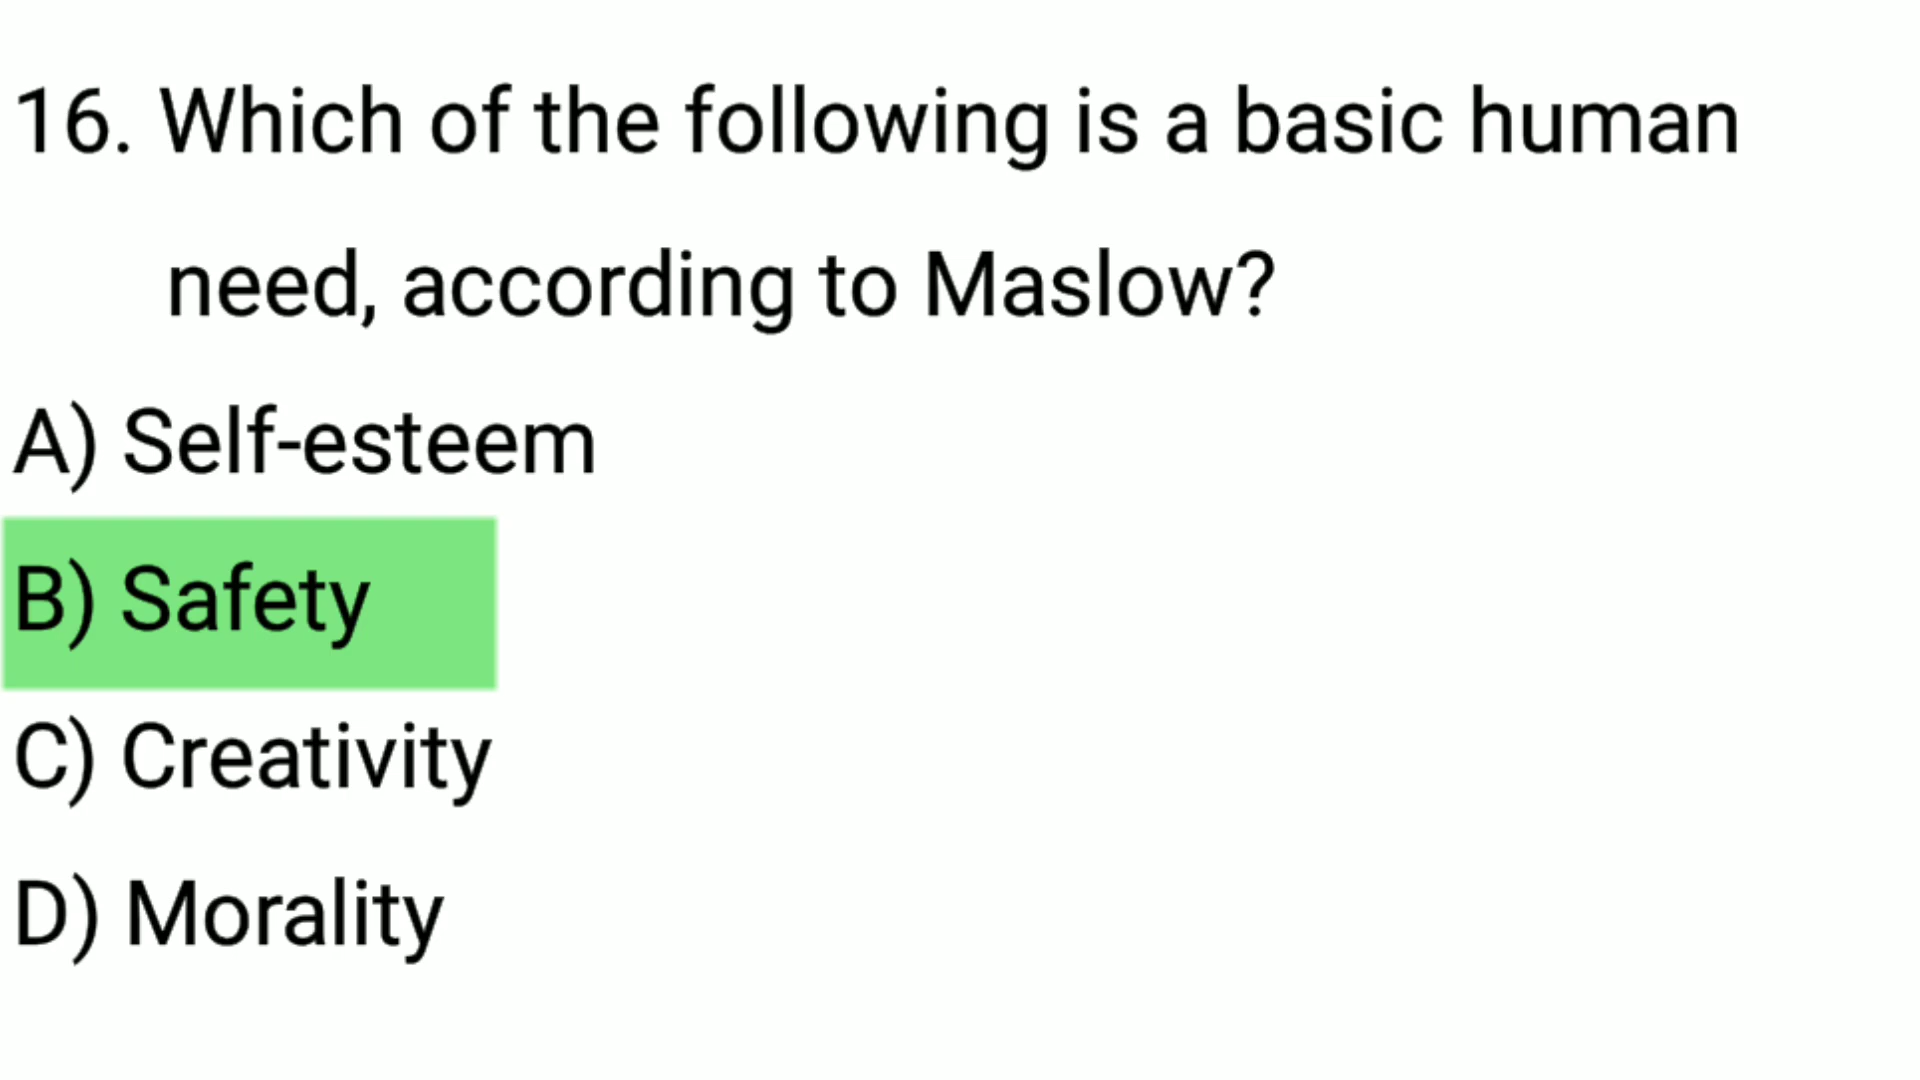 16. Which of the following is a basic human
need, according to Maslow?
A) Self-esteem
B) Safety
C) Creativity
D) Morality